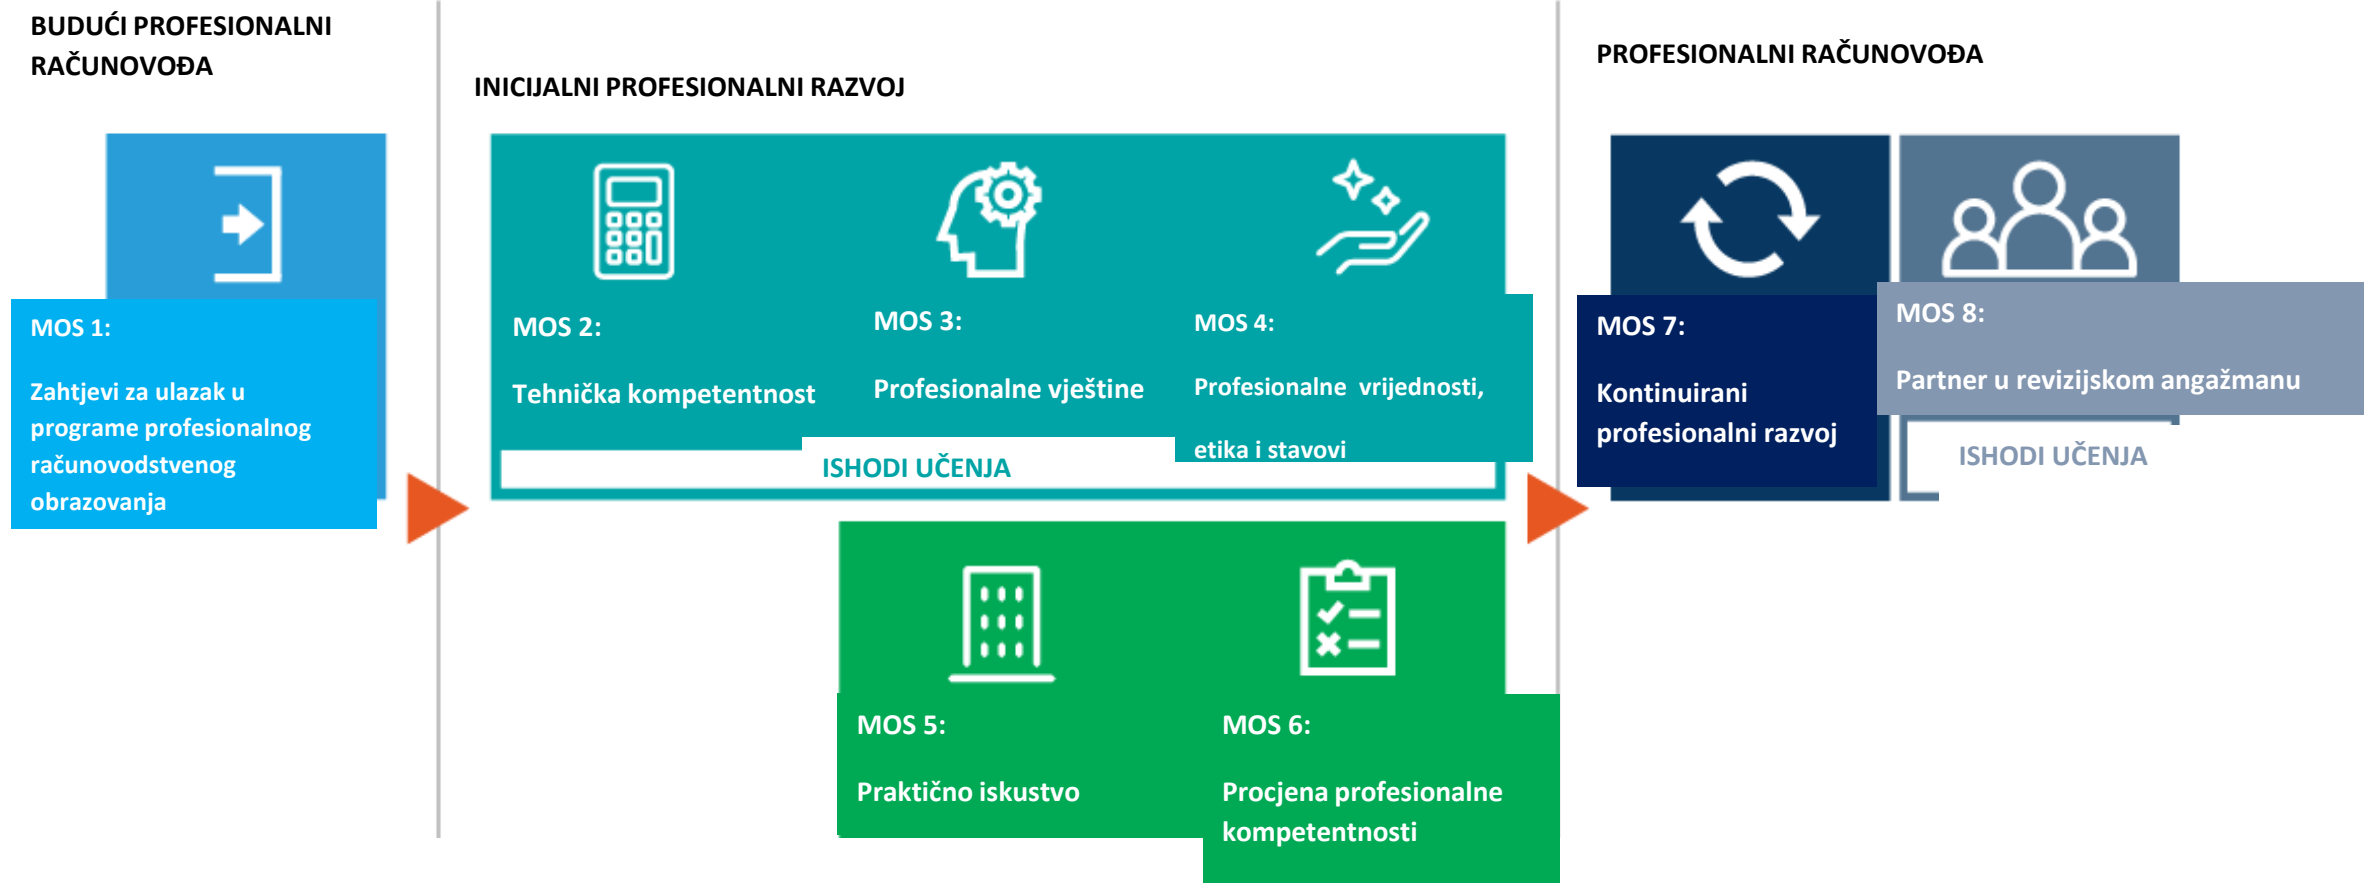 BUDUĆI PROFESIONALNI
RAČUNOVOĐA
MOS 1:
Zahtjevi za ulazak u
programe profesionalnog
računovodstvenog
obrazovanja
INICIJALNI PROFESIONALNI RAZVOJ
MOS 2:
Tehnička kompetentnost
MOS 3:
Profesionalne vještine
MOS 4:
Profesionalne vrijednosti,
etika i stavovi
ISHODI UČENJA
MOS 5:
Praktično iskustvo
MOS 6:
Procjena profesionalne
kompetentnosti
PROFESIONALNI RAČUNOVOĐA
MOS 7:
Kontinuirani
profesionalni razvoj
MOS 8:
Partner u revizijskom angažmanu
ISHODI UČENJA